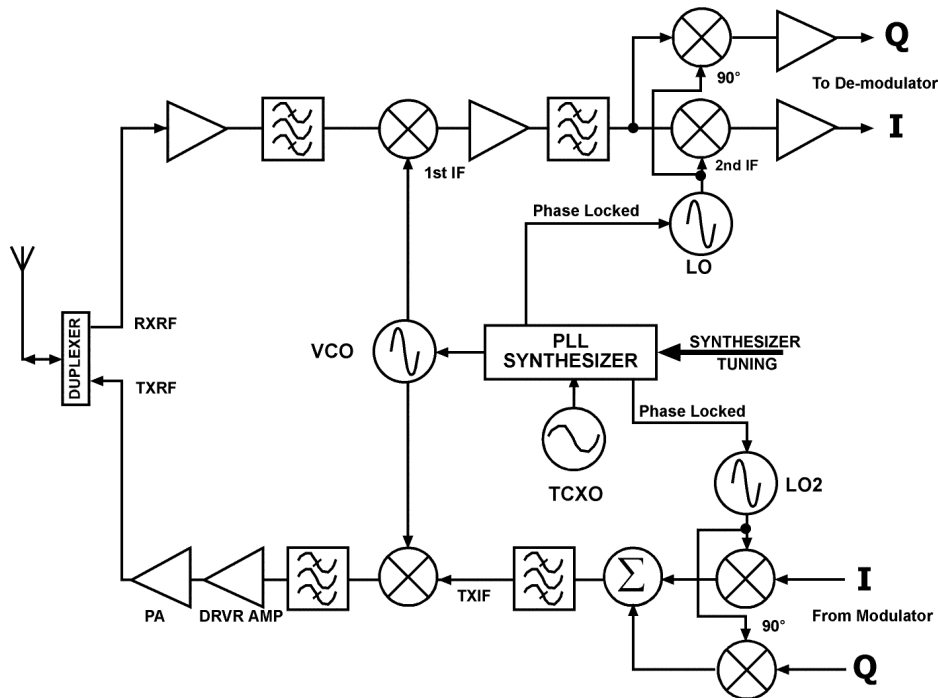 Q
90°
To De-modulator
I
1st IF
2nd IF
Phase Locked
LO
DUPLEXER
RXRF
VCO
PLL
SYNTHESIZER
SYNTHESIZER
TUNING
TXRF
Phase Locked
TCXO
LO2
Σ
I
TXIF
PA
DRVR AMP
From Modulator
90°
Q